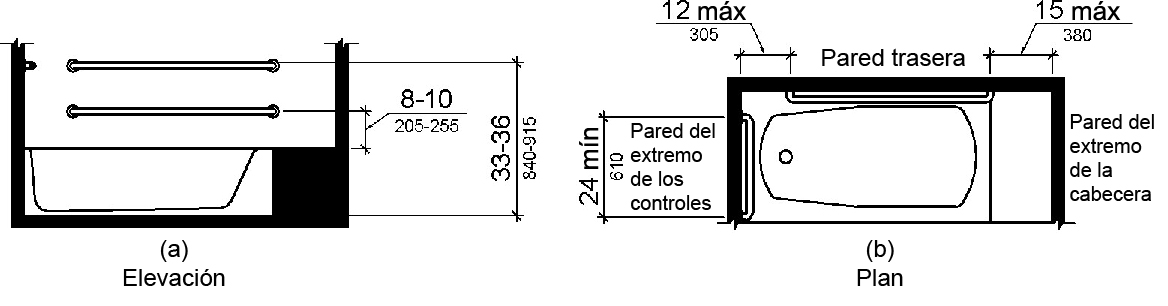 8-10
205-255
33-36
840-915
(a)
Elevación
12 máx
305
15 máx
380
Pared trasera
24 mín
610
Pared del
extremo
de los
controles
Pared del
extremo
de la
cabecera
(b)
Plan